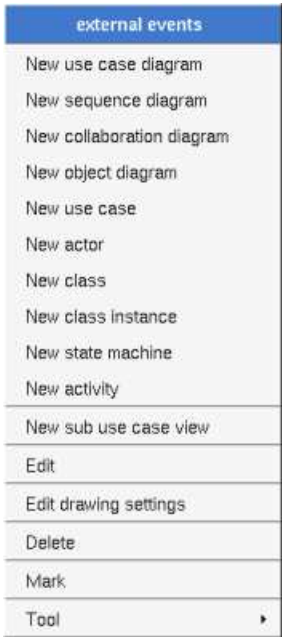 external events
New use case diagram
New sequence diagram
New collaboration diagram
New object diagram
New use case
New actor
New class
New class instance
New state machine
New activity
New sub use case view
Edit
Edit drawing settings
Delete
Mark
Tool